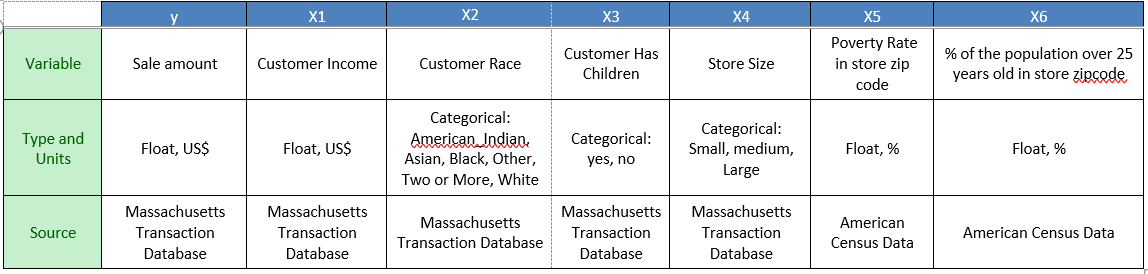 y X1 X2 X3 X4 X5 X6
Variable
Sale amount
Customer Income
Customer Race
Customer Has
Children
Store Size
Poverty Rate
in store zip
code
% of the population over 25
years old in store zipcode
Type and
Units
Float, US$
Float, US$
Categorical:
American_Indian,
Asian, Black, Other,
Two or More, White
Categorical:
yes, no
Categorical:
Small, medium,
Large
Float, %
Float, %
Source
Massachusetts
Transaction
Database
Massachusetts
Transaction
Database
Massachusetts
Transaction Database
Massachusetts
Transaction
Database
Massachusetts
Transaction
Database
American
Census Data
American Census Data